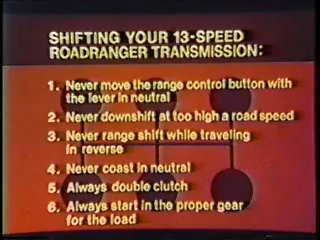 SHIFTING YOUR 13-SPEED
ROADRANGER TRANSMISSION:
1. Never move the range control button with
the lever in neutral
2. Never downshift at too high a road speed
3. Never range shift while traveling
in reverse
4. Never coast in neutral
5. Always double clutch
6. Always start in the proper gear
for the load